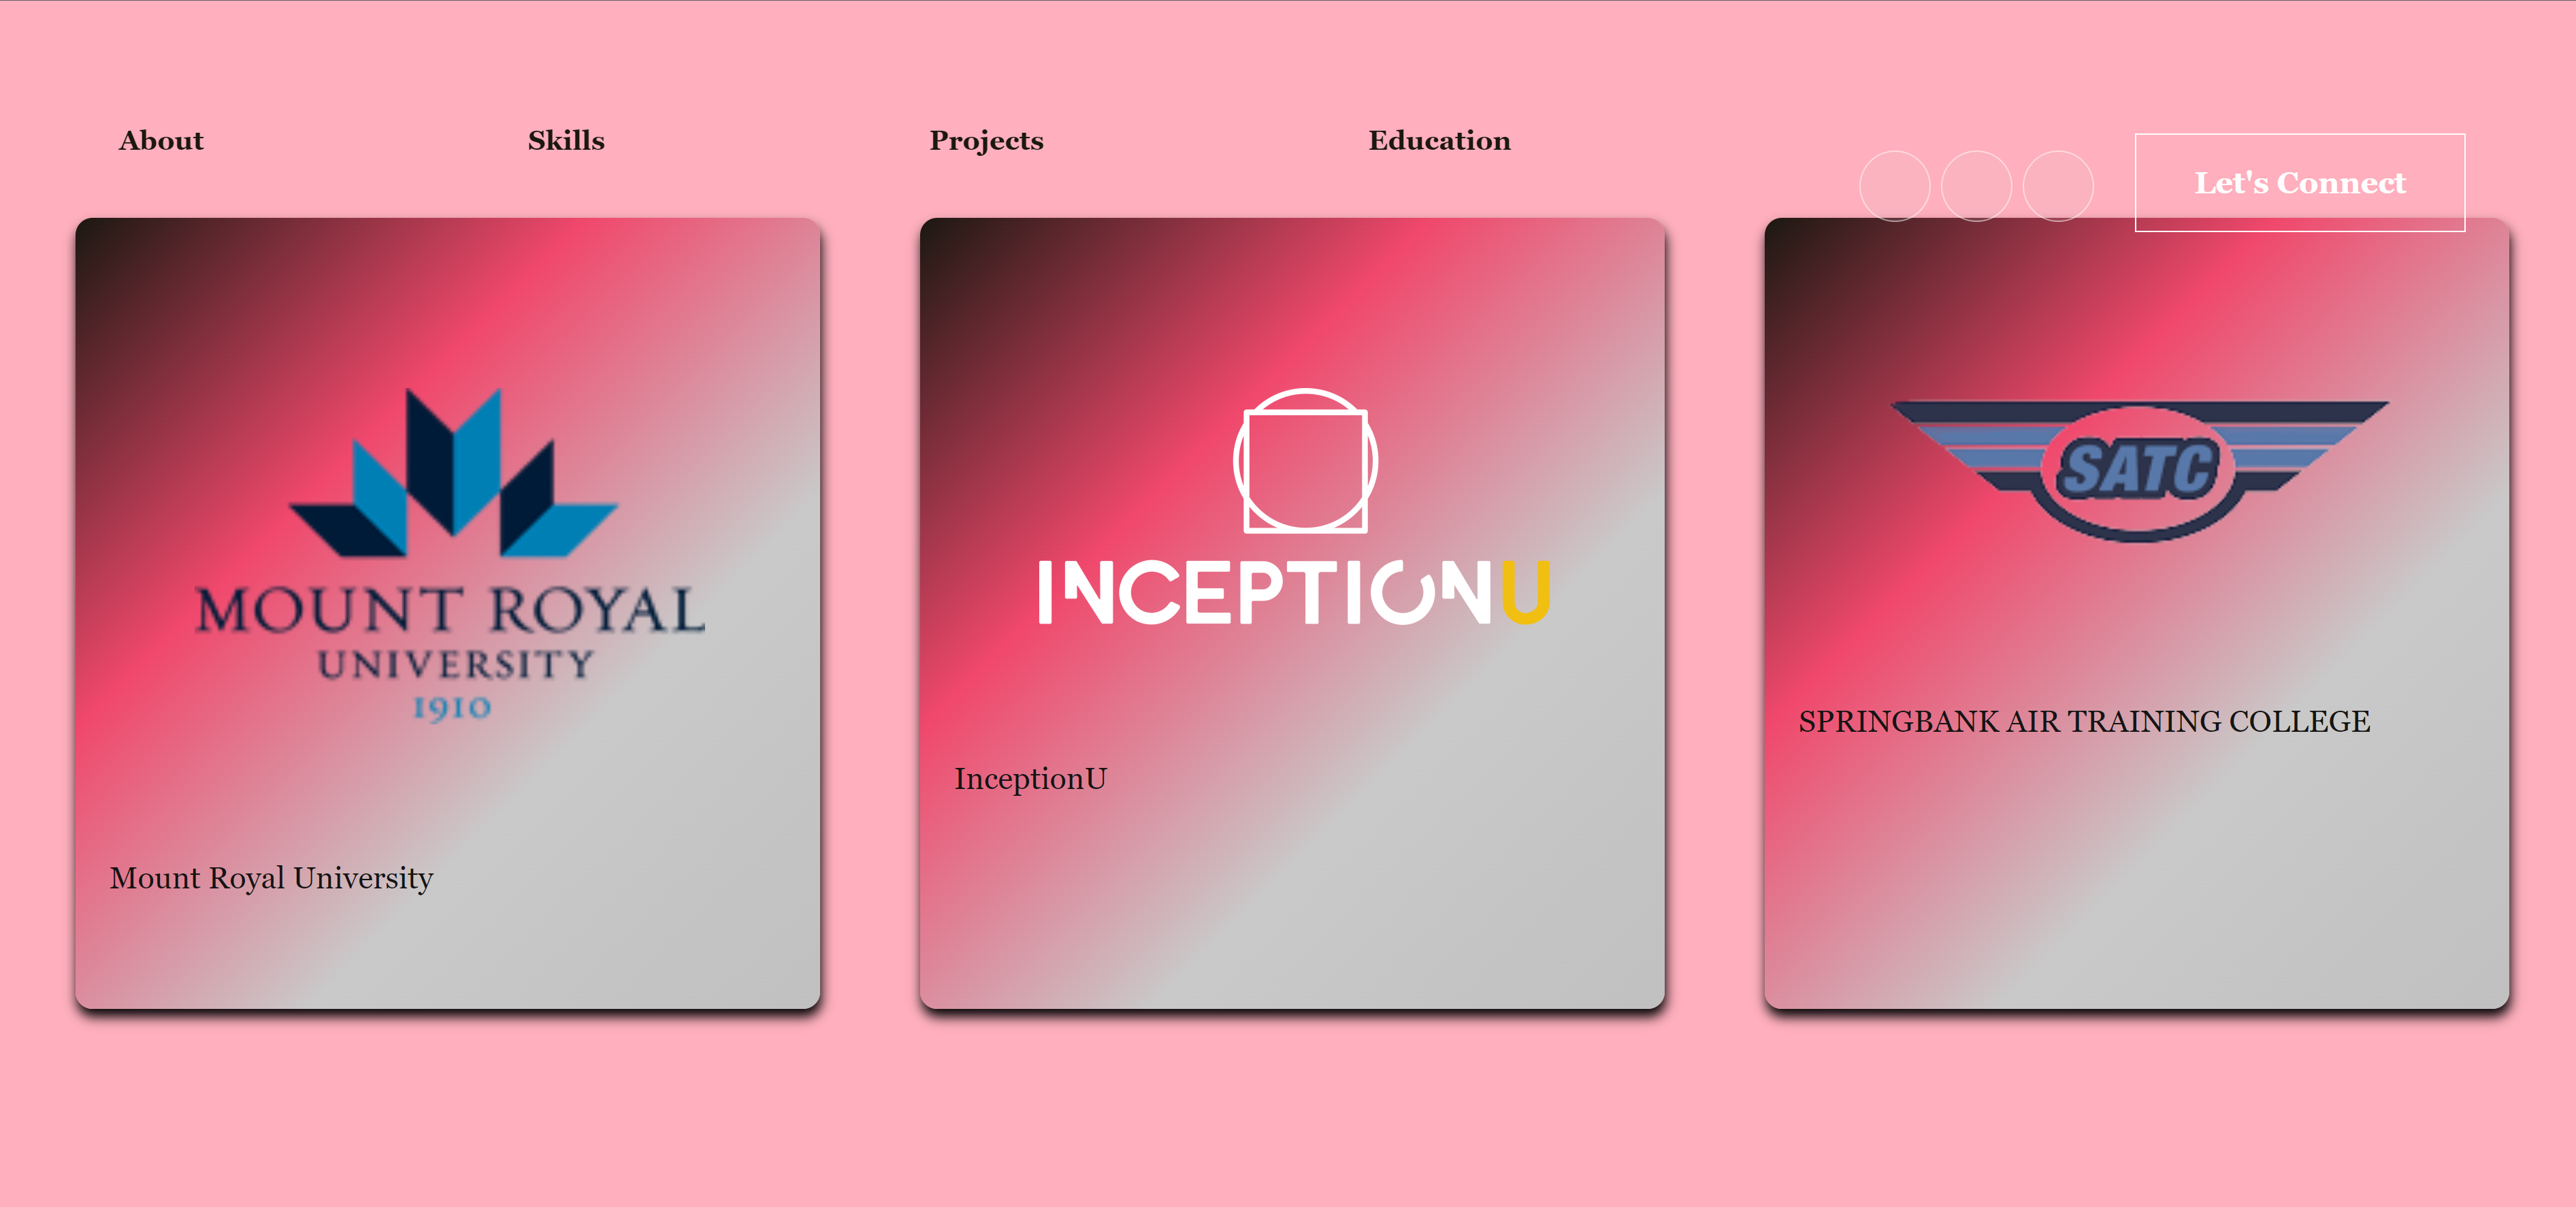 About
Skills
Projects
Education
Let's Connect
MOUNT ROYAL
UNIVERSITY
1910
Mount Royal University
INCEPTIONU
InceptionU
SATC
SPRINGBANK AIR TRAINING COLLEGE